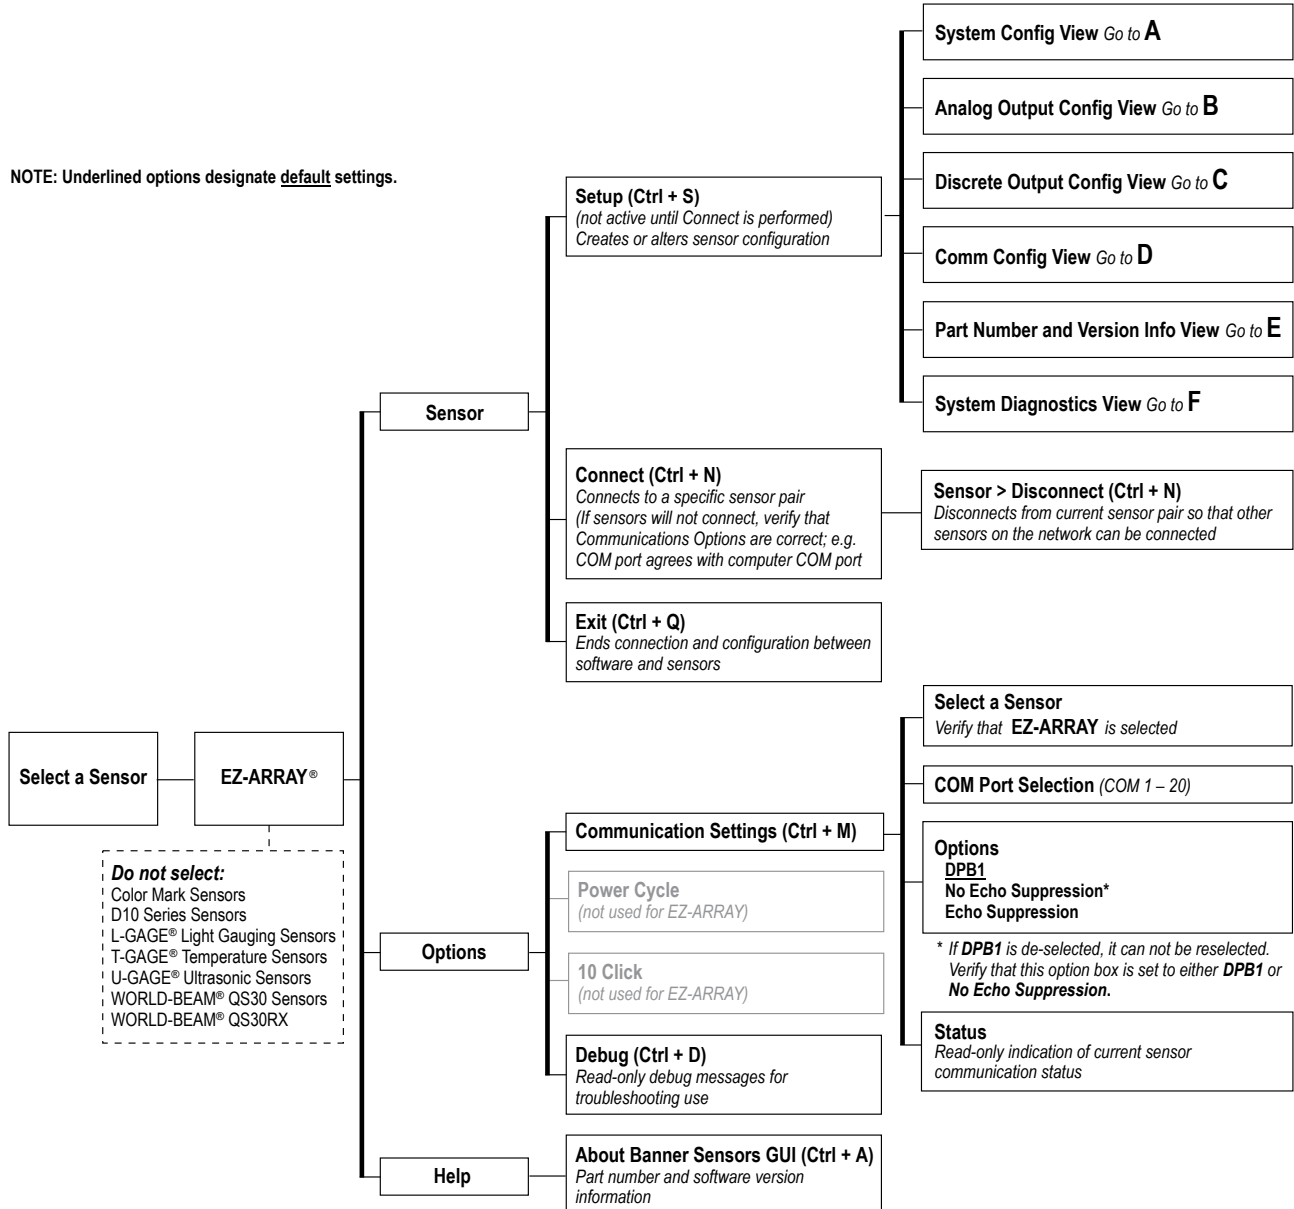 NOTE: Underlined options designate default settings.
Select a Sensor
EZ-ARRAY®
Do not select:
Color Mark Sensors
D10 Series Sensors
L-GAGE® Light Gauging Sensors
T-GAGE® Temperature Sensors
U-GAGE® Ultrasonic Sensors
WORLD-BEAM® QS30 Sensors
WORLD-BEAM® QS30RX
Sensor
Setup (Ctrl + S)
(not active until Connect is performed)
Creates or alters sensor configuration
System Config View Go to A
Analog Output Config View Go to B
Discrete Output Config View Go to C
Comm Config View Go to D
Part Number and Version Info View Go to E
System Diagnostics View Go to F
Connect (Ctrl + N)
Connects to a specific sensor pair
(If sensors will not connect, verify that
Communications Options are correct; e.g.
COM port agrees with computer COM port
Sensor > Disconnect (Ctrl + N)
Disconnects from current sensor pair so that other
sensors on the network can be connected
Exit (Ctrl + Q)
Ends connection and configuration between
software and sensors
Options
Communication Settings (Ctrl + M)
Select a Sensor
Verify that EZ-ARRAY is selected
COM Port Selection (COM 1 – 20)
Options
DPB1
No Echo Suppression*
Echo Suppression
* If DPB1 is de-selected, it can not be reselected.
Verify that this option box is set to either DPB1 or
No Echo Suppression.
Status
Read-only indication of current sensor
communication status
Power Cycle
(not used for EZ-ARRAY)
10 Click
(not used for EZ-ARRAY)
Debug (Ctrl + D)
Read-only debug messages for
troubleshooting use
Help
About Banner Sensors GUI (Ctrl + A)
Part number and software version
information